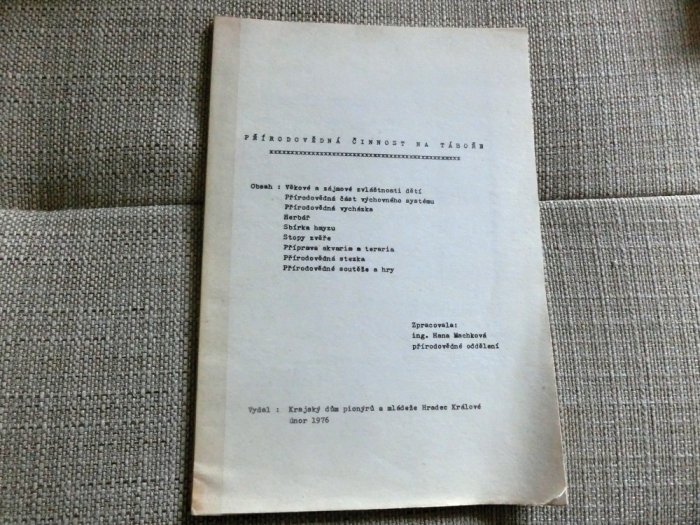 PŘÍRODOVĚDNÁ ČINNOST NA TÁBOŘE
xxxxxxxxxxxxxxxxxxxxxxxxxxxxxxxxxxxxxxxxxxxxx
Obsah : Věkové a zájmové zvláštnosti dětí
Přírodovědná část výchovného systému
Přírodovědná vycházka
Herbář
Sbírka hmyzu
Stopy zvěře
Příprava akvaria a teraria
Přírodovědná stezka
Přírodovědné soutěže a hry
Zpracovala:
ing. Hana Machková
přírodovědné oddělení
Vydal : Krajský dům pionýrů a mládeže Hradec Králové
únor 1976